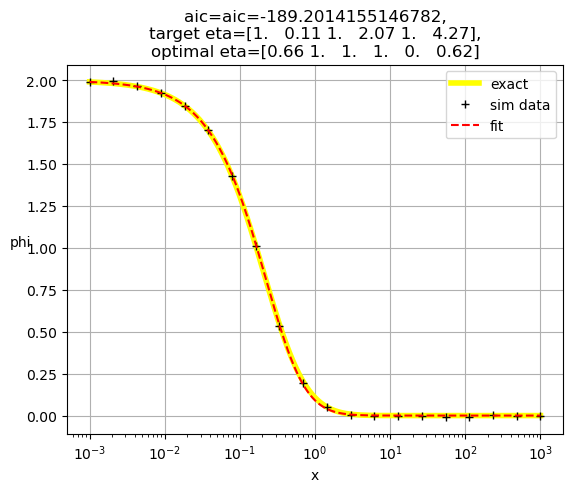 aic=aic=-189.2014155146782,
target eta=[1.   0.11 1.   2.07 1.   4.27],
optimal eta=[0.66 1.   1.   1.   0.   0.62]
2.00
1.75
1.50
1.25
1.00
0.75
0.50
0.25
0.00
phi
exact
sim data
fit
10⁻³
10⁻²
10⁻¹
10⁰
10¹
10²
10³
x